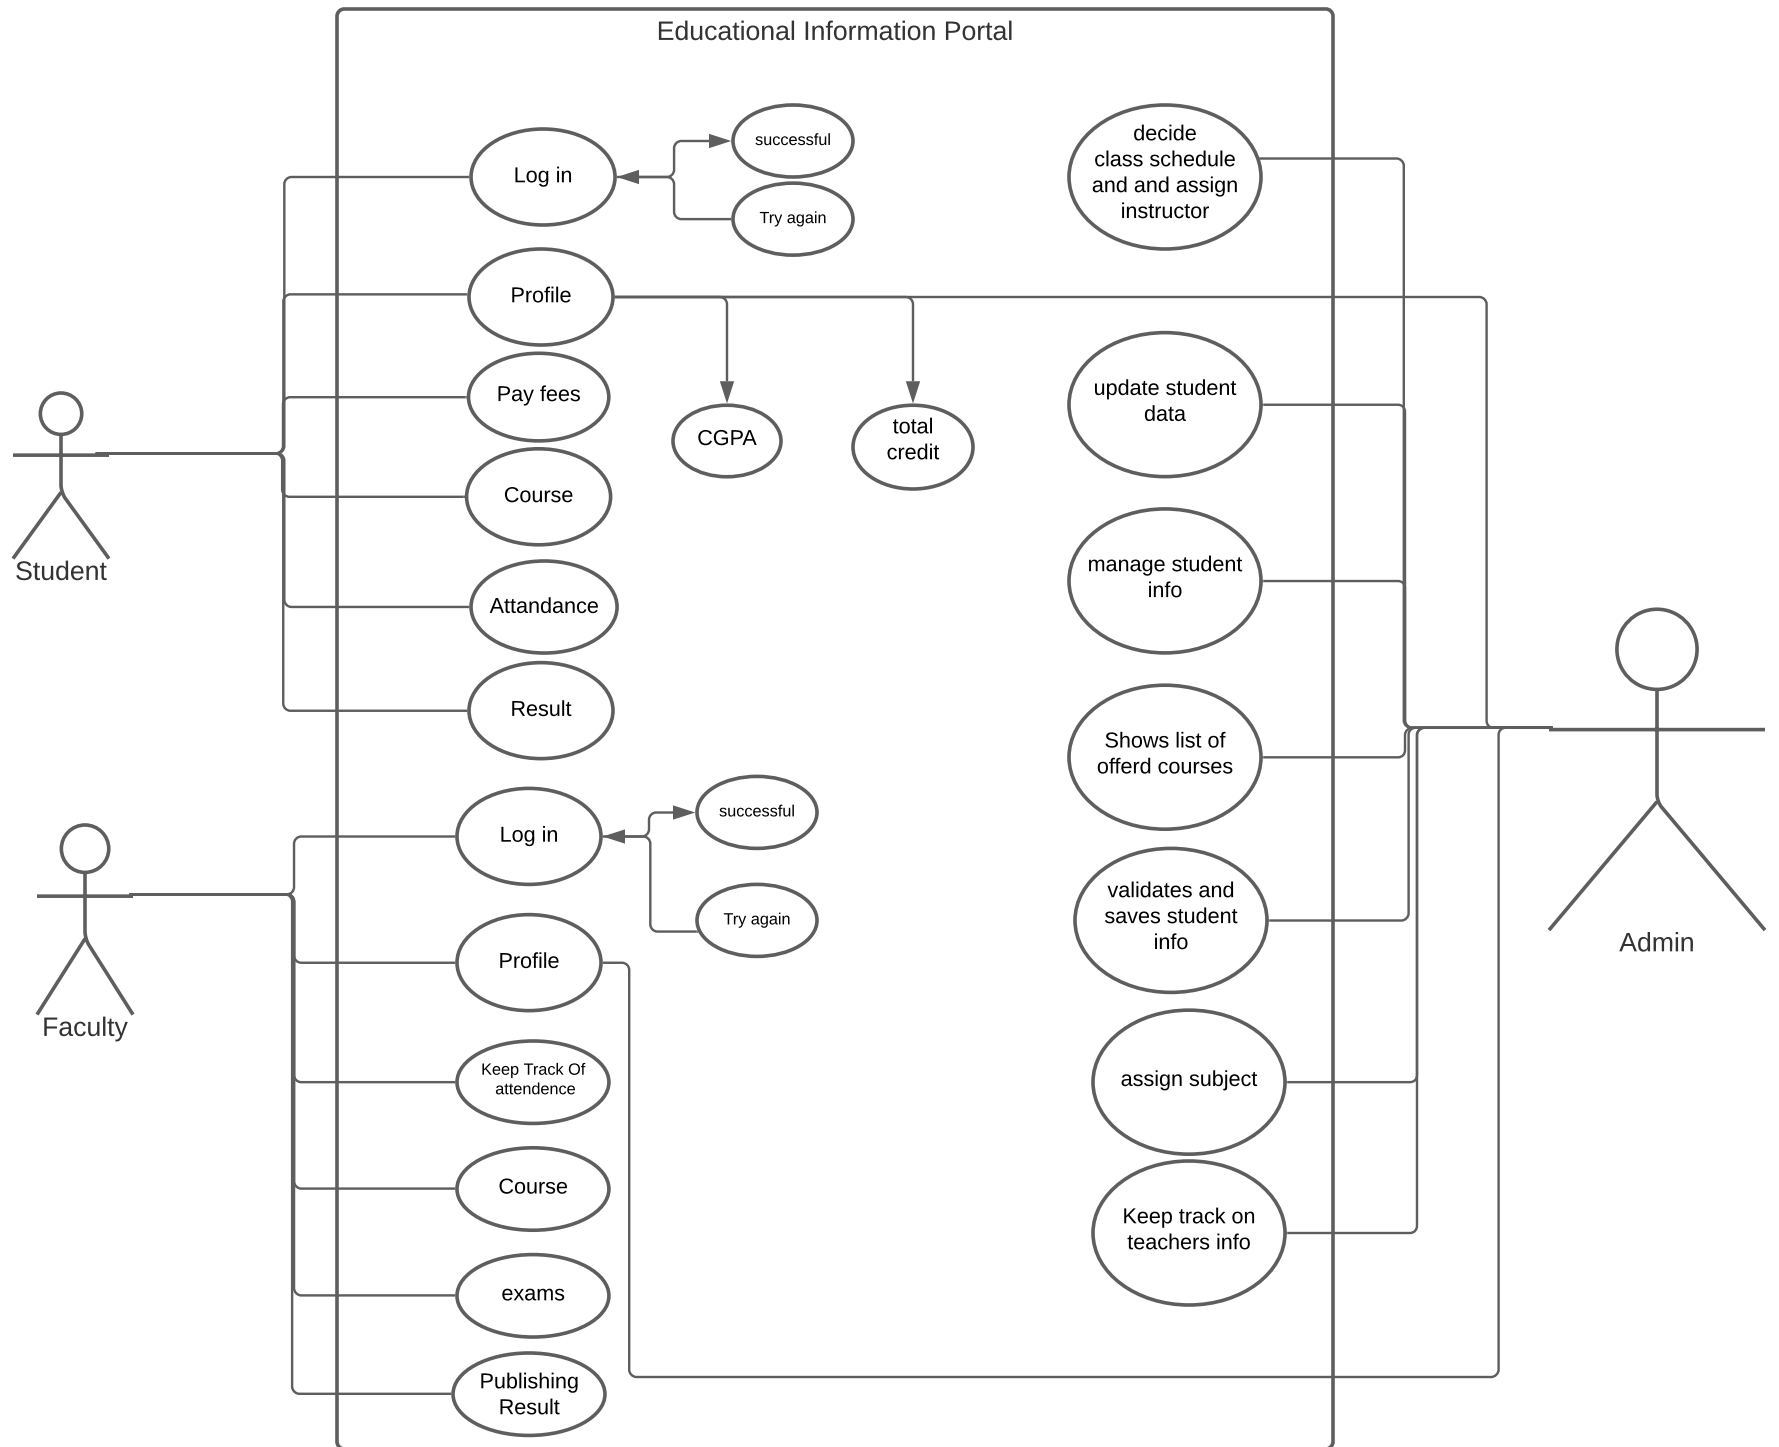 Educational Information Portal
Log in
successful
Try again
decide
class schedule
and and assign
instructor
Profile
Pay fees
CGPA
total
credit
update student
data
Student
Course
Attandance
manage student
info
Result
Shows list of
offerd courses
Admin
Log in
successful
Try again
Faculty
Profile
validates and
saves student
info
Keep Track Of
attendence
assign subject
Course
Keep track on
teachers info
exams
Publishing
Result